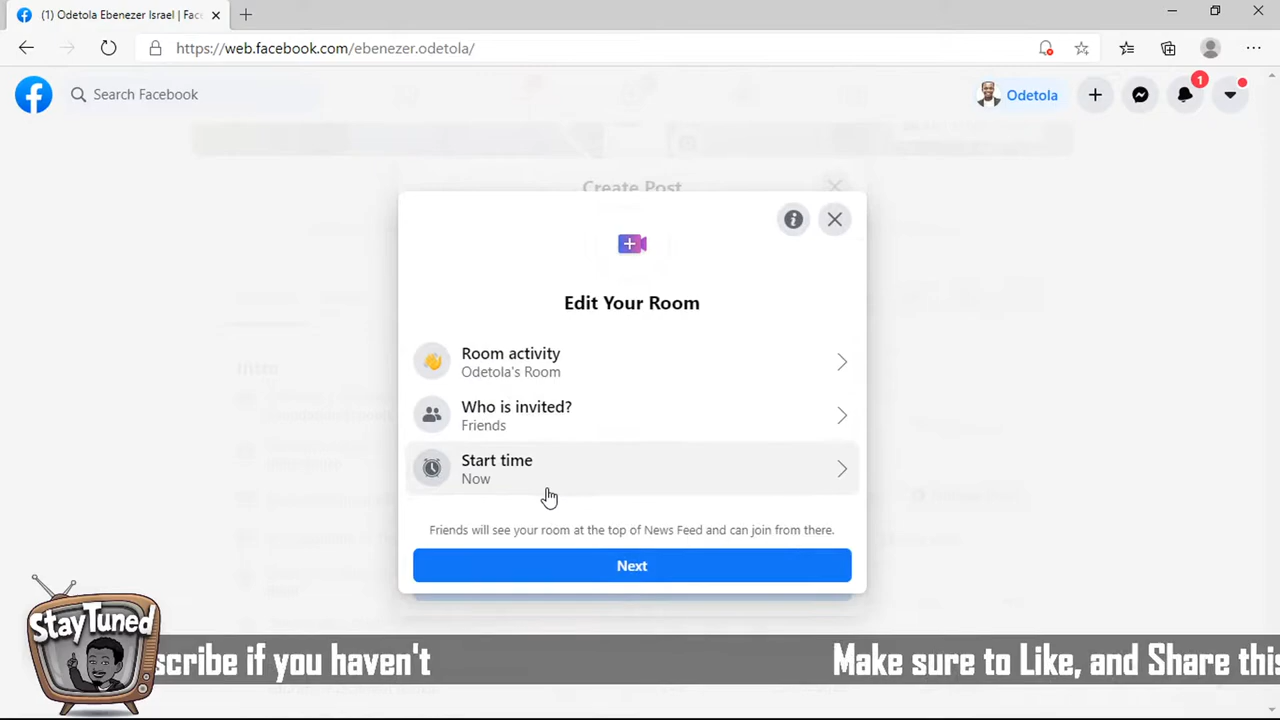 (1) Odetola Ebenezer Israel | Fac
https://web.facebook.com/ebenezer.odetola/
Search Facebook
Odetola
1
Create Post
Edit Your Room
Room activity
Odetola's Room
Who is invited?
Friends
Start time
Now
Friends will see your room at the top of News Feed and can join from there.
Next
Intro
StayTuned
scribe if you haven't
Make sure to Like, and Share this